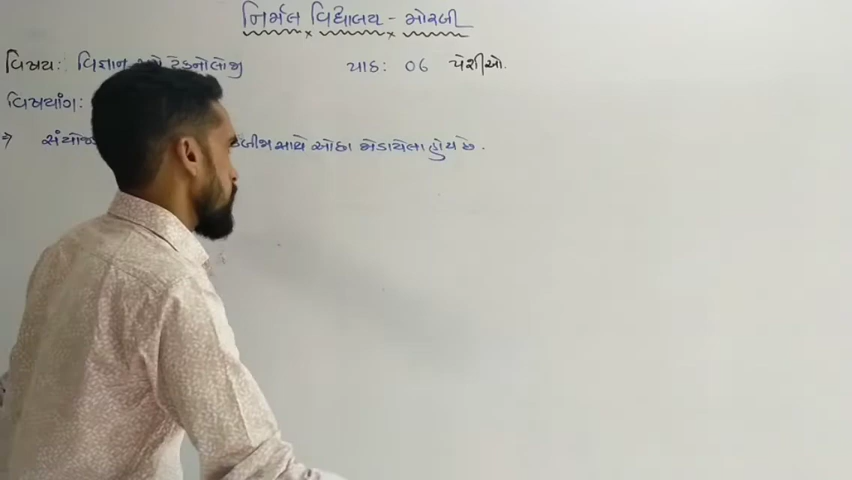 નિર્મલ વિદ્યાલય - મોરબી
વિષય: વિજ્ઞાન ટેકનોલોજી પાઠ: 06 પેશીઓ.
વિષયાંગ:
⇒ સાથે ઓછા જોડાયેલા હોય છે.